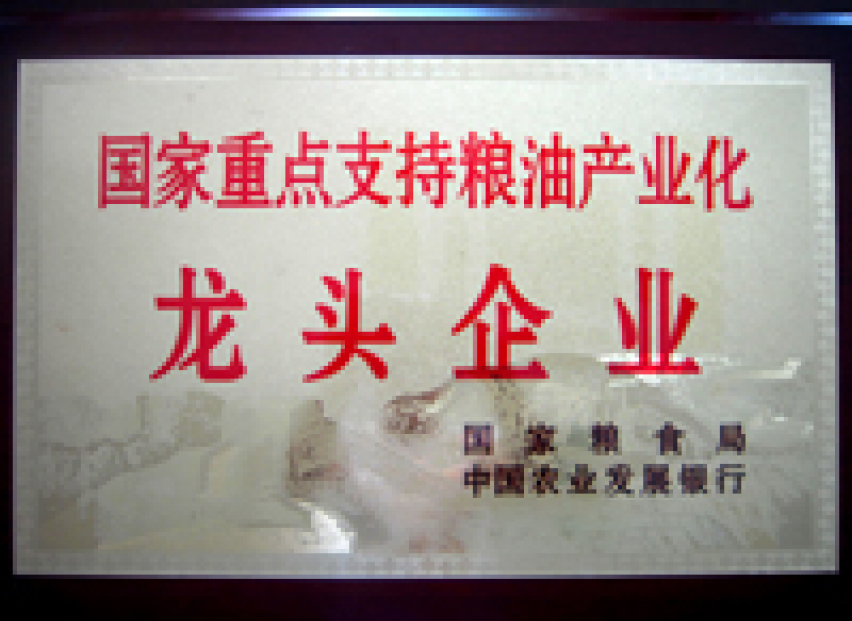 国家重点支持粮油产业化
龙头企业
国家粮食局
中国农业发展银行